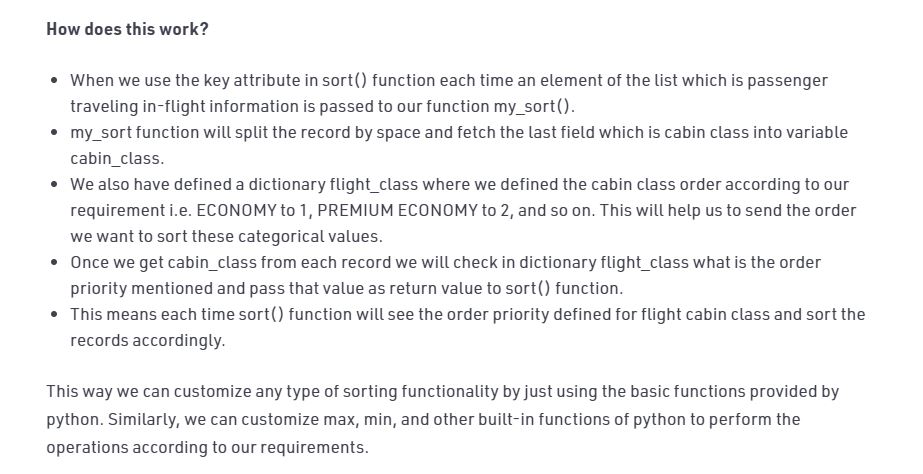 How does this work?
• When we use the key attribute in sort() function each time an element of the list which is passenger
traveling in-flight information is passed to our function my_sort().
• my_sort function will split the record by space and fetch the last field which is cabin class into variable
cabin_class.
• We also have defined a dictionary flight_class where we defined the cabin class order according to our
requirement i.e. ECONOMY to 1, PREMIUM ECONOMY to 2, and so on. This will help us to send the order
we want to sort these categorical values.
• Once we get cabin_class from each record we will check in dictionary flight_class what is the order
priority mentioned and pass that value as return value to sort() function.
• This means each time sort() function will see the order priority defined for flight cabin class and sort the
records accordingly.
This way we can customize any type of sorting functionality by just using the basic functions provided by
python. Similarly, we can customize max, min, and other built-in functions of python to perform the
operations according to our requirements.